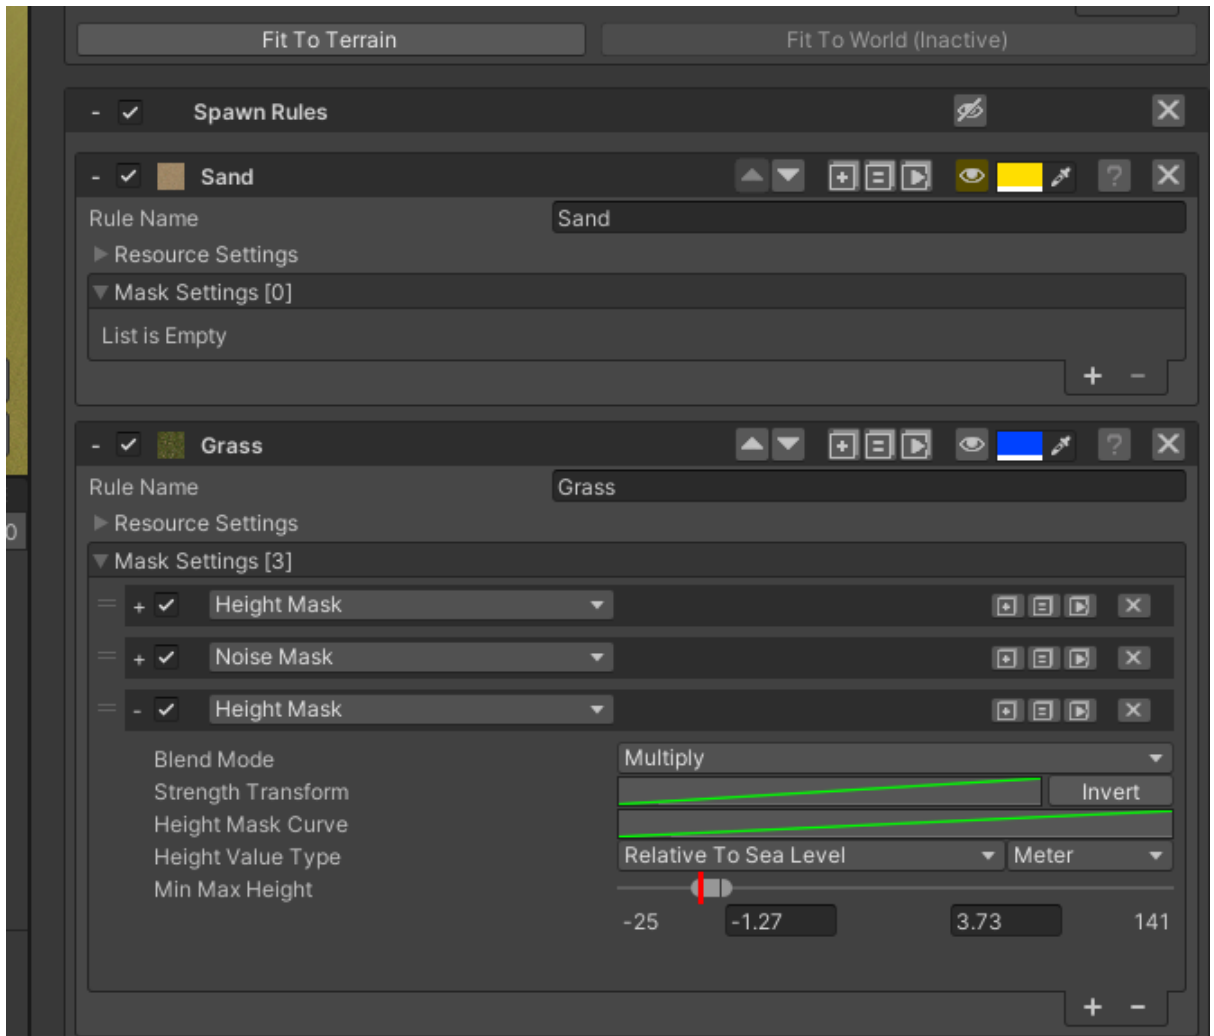 Fit To Terrain Fit To World (Inactive)
- Spawn Rules
- Sand ?
Rule Name Sand
Resource Settings
Mask Settings [0]
List is Empty
+ -
- Grass ?
Rule Name Grass
0 Resource Settings
Mask Settings [3]
+ Height Mask
+ Noise Mask
- Height Mask
Blend Mode Multiply
Strength Transform Invert
Height Mask Curve
Height Value Type Relative To Sea Level Meter
Min Max Height
-25 -1.27 3.73 141
+ -